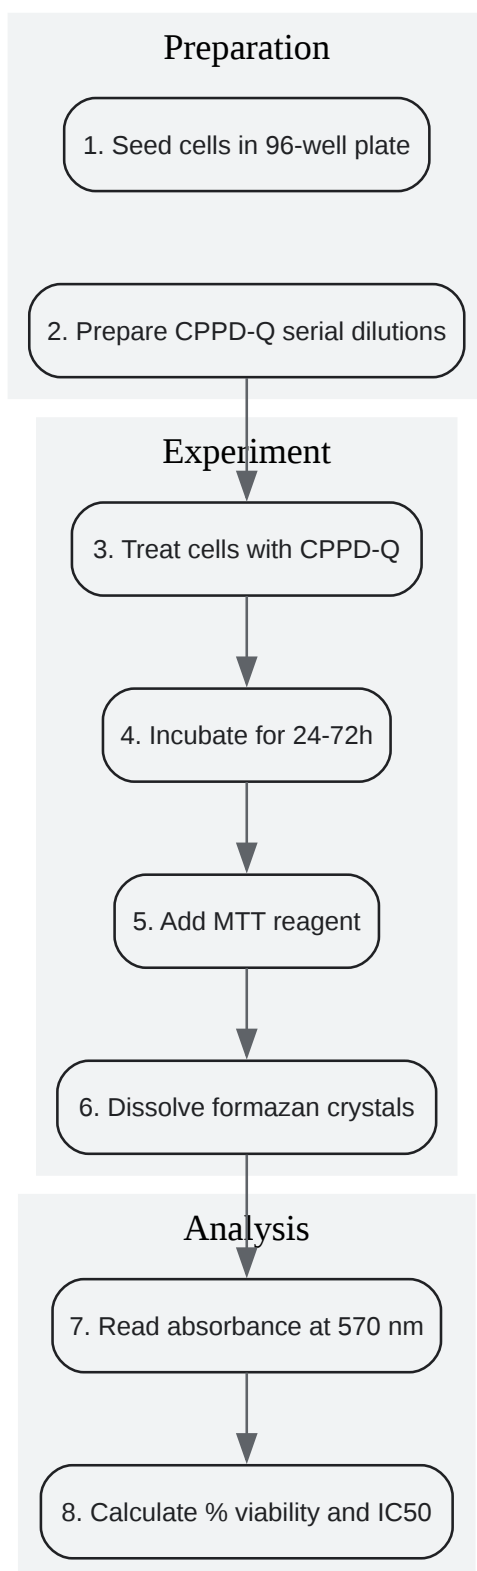 Preparation
1. Seed cells in 96-well plate
2. Prepare CPPD-Q serial dilutions
Experiment
3. Treat cells with CPPD-Q
4. Incubate for 24-72h
5. Add MTT reagent
6. Dissolve formazan crystals
Analysis
7. Read absorbance at 570 nm
8. Calculate % viability and IC50